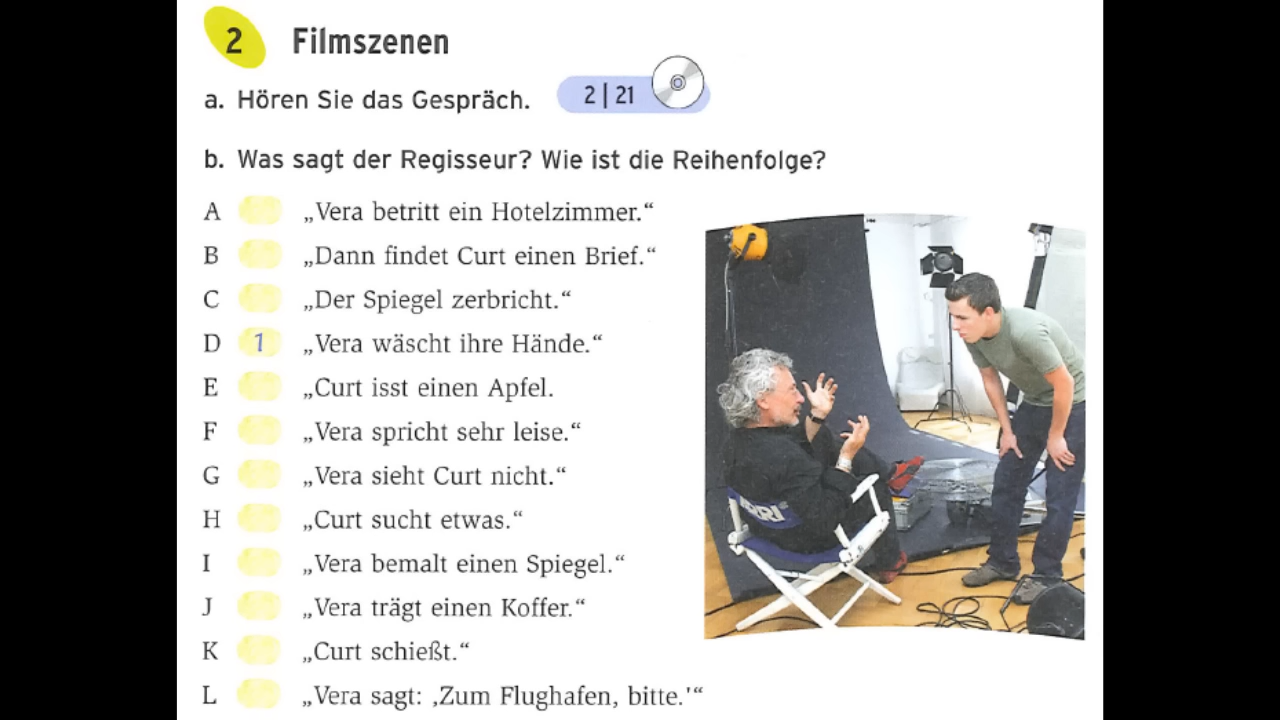 2 Filmszenen
a. Hören Sie das Gespräch. 2 | 21
b. Was sagt der Regisseur? Wie ist die Reihenfolge?
A „Vera betritt ein Hotelzimmer.“
B „Dann findet Curt einen Brief.“
C „Der Spiegel zerbricht.“
D 1 „Vera wäscht ihre Hände.“
E „Curt isst einen Apfel.
F „Vera spricht sehr leise.“
G „Vera sieht Curt nicht.“
H „Curt sucht etwas.“
I „Vera bemalt einen Spiegel.“
J „Vera trägt einen Koffer.“
K „Curt schießt.“
L „Vera sagt: ‚Zum Flughafen, bitte.'“